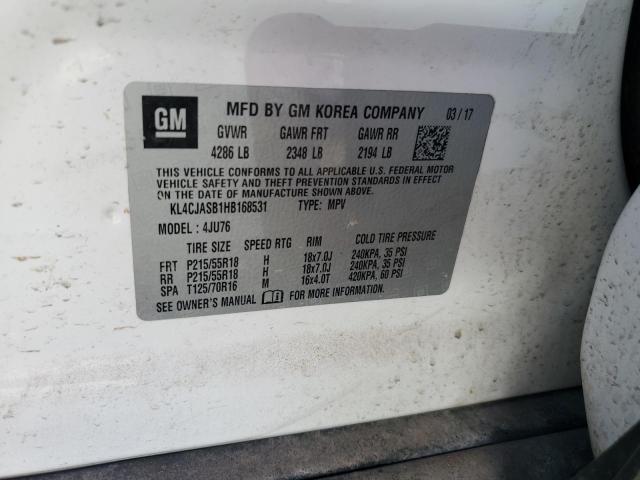 GM
MFD BY GM KOREA COMPANY 03/17
GVWR GAWR FRT GAWR RR
4286 LB 2348 LB 2194 LB
THIS VEHICLE CONFORMS TO ALL APPLICABLE U.S. FEDERAL MOTOR
VEHICLE SAFETY AND THEFT PREVENTION STANDARDS IN EFFECT
ON THE DATE OF MANUFACTURE SHOWN ABOVE.
KL4CJASB1HB168531 TYPE: MPV
MODEL: 4JU76
TIRE SIZE SPEED RTG RIM COLD TIRE PRESSURE
FRT P215/55R18 H 18x7.0J 240KPA, 35 PSI
RR P215/55R18 H 18x7.0J 240KPA, 35 PSI
SPA T125/70R16 M 16x4.0T 420KPA, 60 PSI
SEE OWNER'S MANUAL FOR MORE INFORMATION.